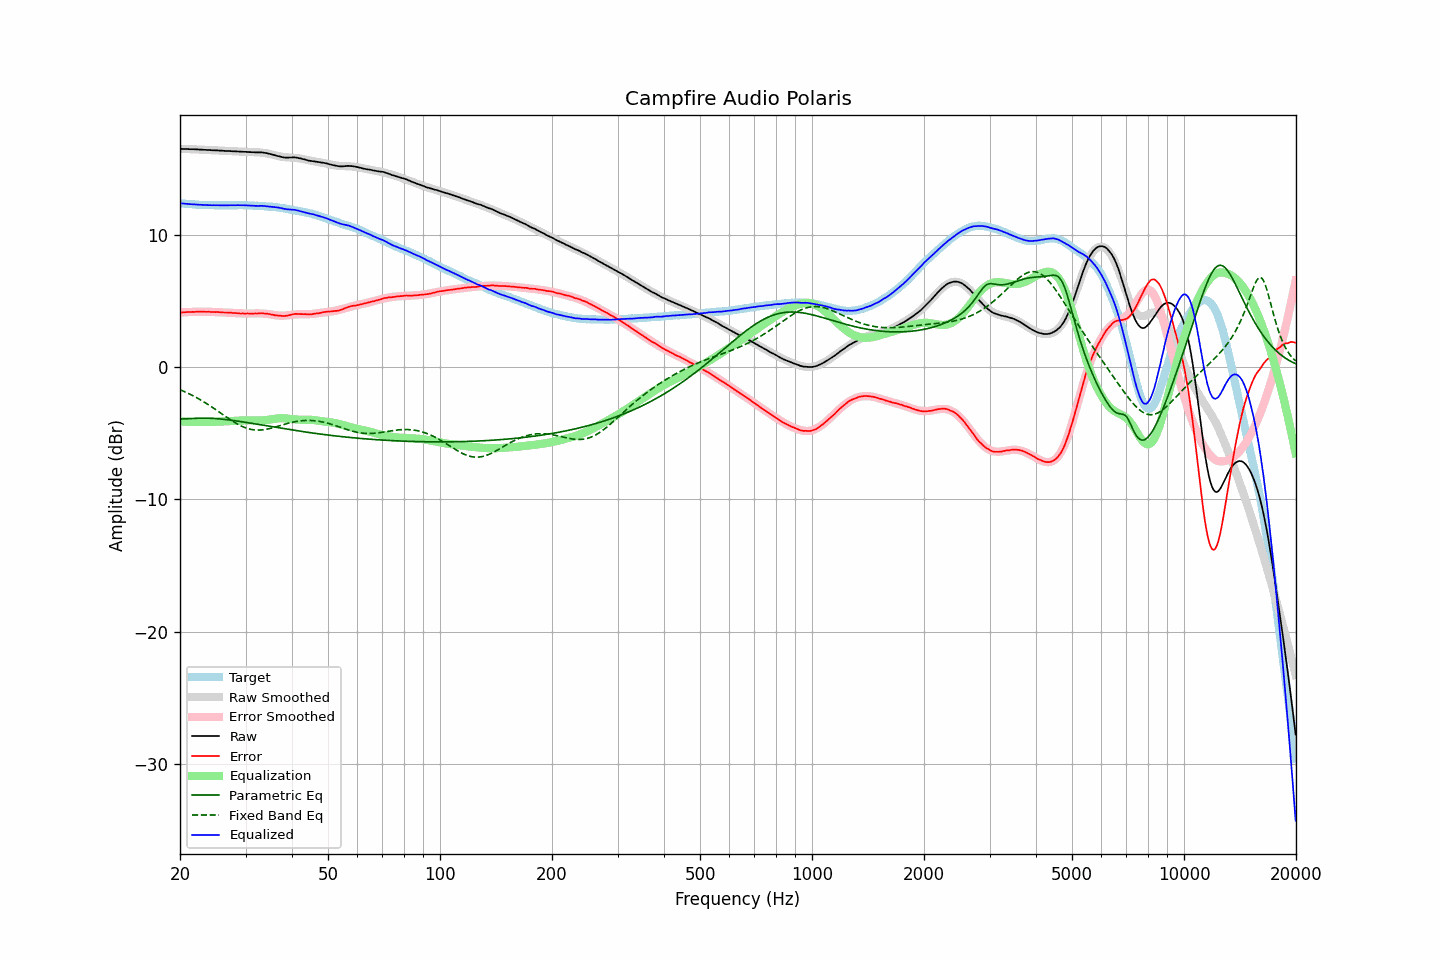 Campfire Audio Polaris
Amplitude (dBr)
10
0
−10
−20
−30
Target
Raw Smoothed
Error Smoothed
Raw
Error
Equalization
Parametric Eq
Fixed Band Eq
Equalized
20 50 100 200 500 1000 2000 5000 10000 20000
Frequency (Hz)